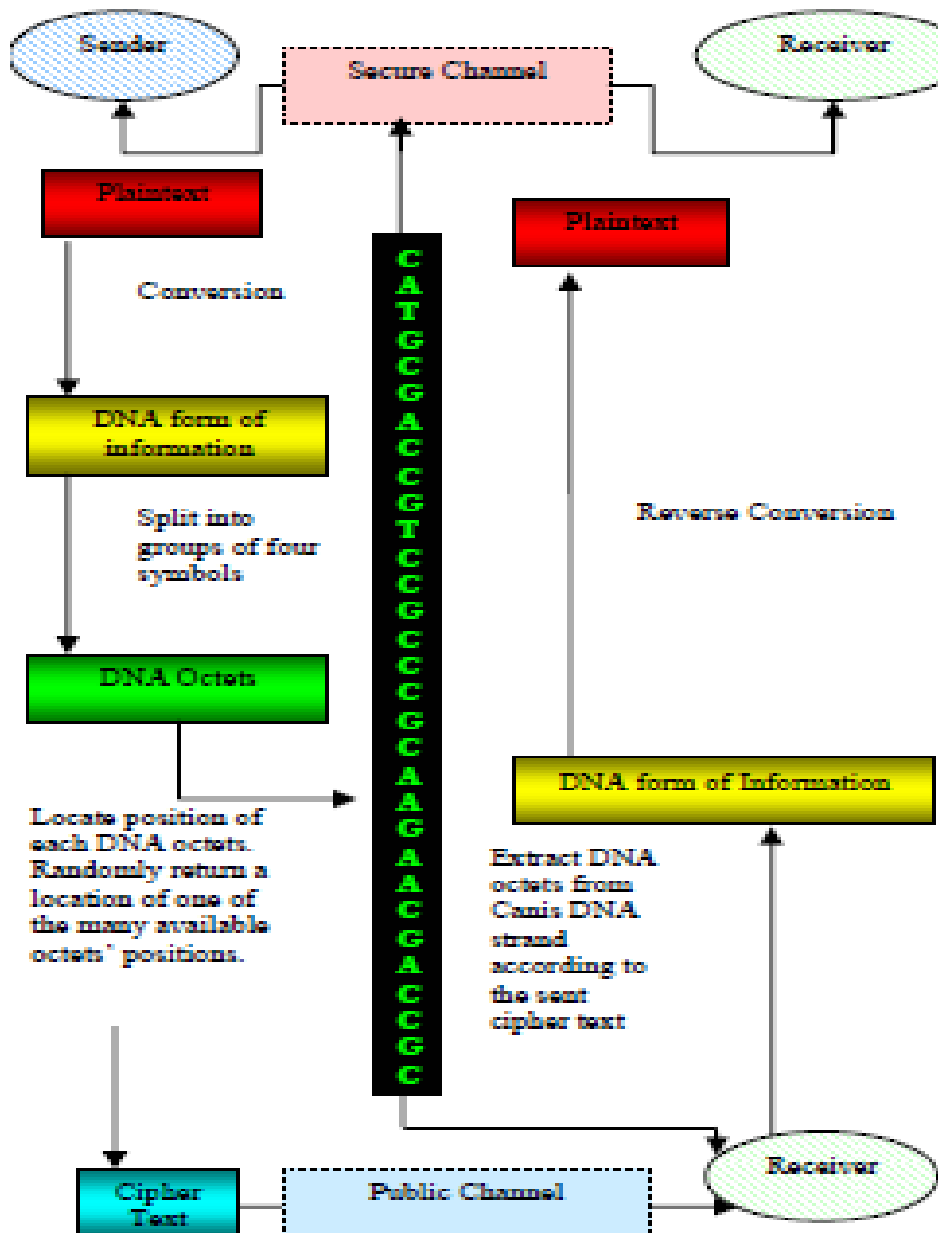 Sender
Secure Channel
Receiver
Plaintext
Plaintext
Conversion
DNA form of
information
Split into
groups of four
symbols
Reverse Conversion
DNA Octets
C
A
T
G
C
G
A
C
C
G
T
C
C
G
C
C
C
G
C
A
A
G
A
A
C
G
A
C
C
G
C
DNA form of Information
Locate position of
each DNA octets.
Randomly return a
location of one of
the many available
octets' positions.
Extract DNA
octets from
Canis DNA
strand
according to
the sent
cipher text
Cipher
Text
Public Channel
Receiver